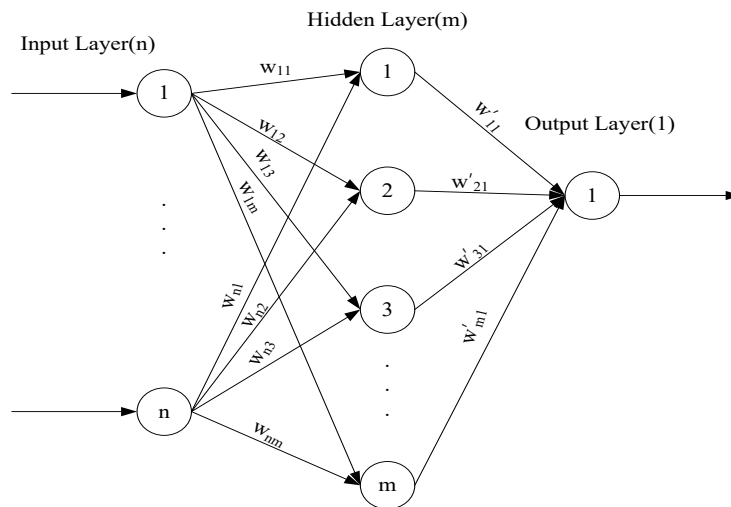 Hidden Layer(m)
Input Layer(n)
Output Layer(1)
1
n
1
2
3
m
1
w11
w12
w13
w1m
wn1
wn2
wn3
wnm
w'11
w'21
w'31
w'm1
. . .
. . .